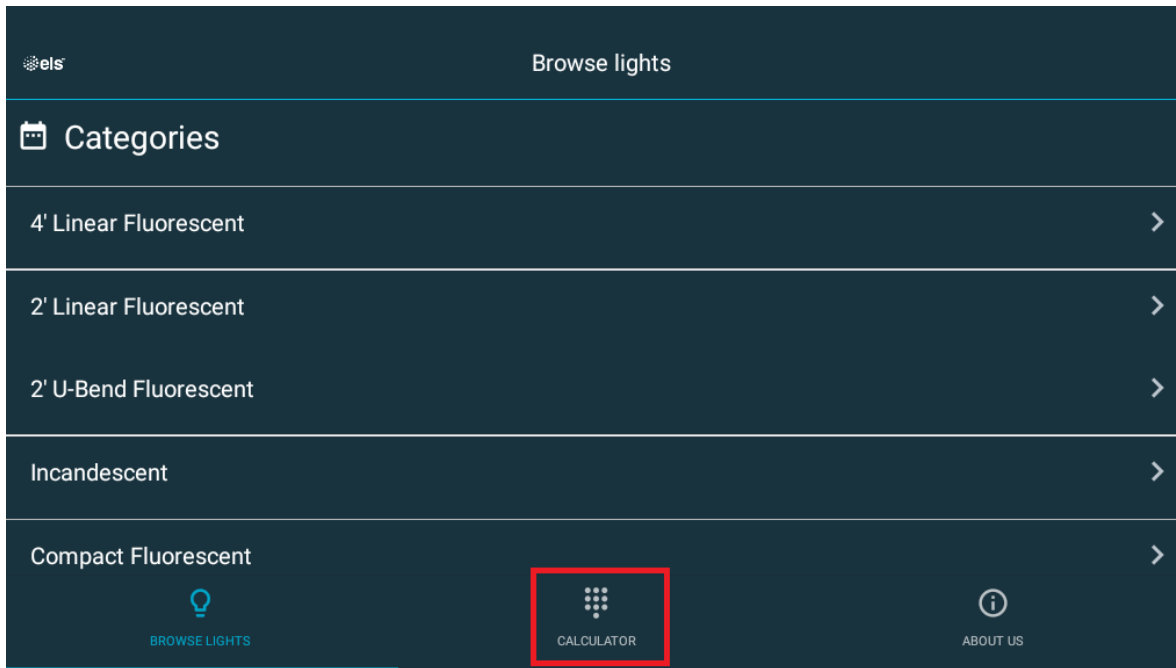 els
Browse lights
Categories
4' Linear Fluorescent
2' Linear Fluorescent
2' U-Bend Fluorescent
Incandescent
Compact Fluorescent
BROWSE LIGHTS
CALCULATOR
ABOUT US